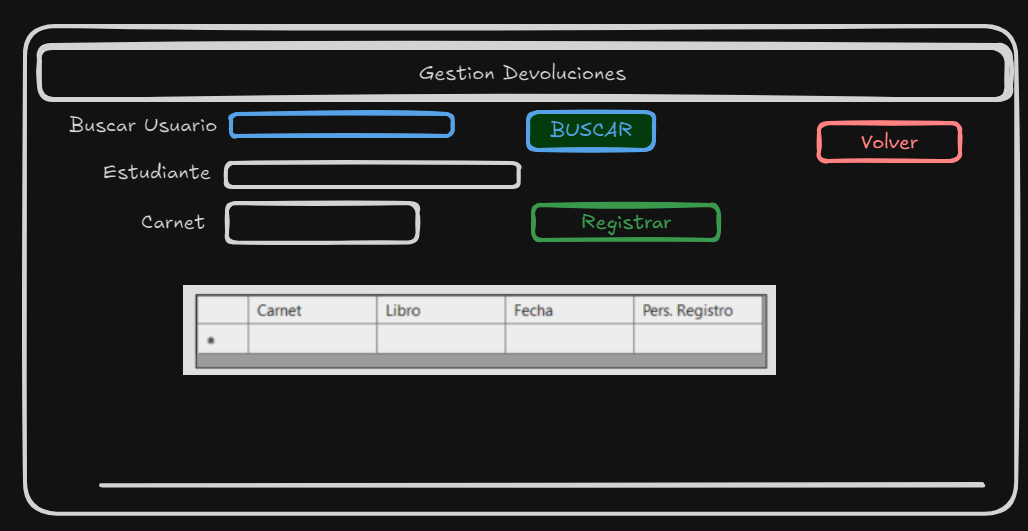 Gestion Devoluciones
Buscar Usuario
BUSCAR
Volver
Estudiante
Carnet
Registrar
Carnet Libro Fecha Pers. Registro
*